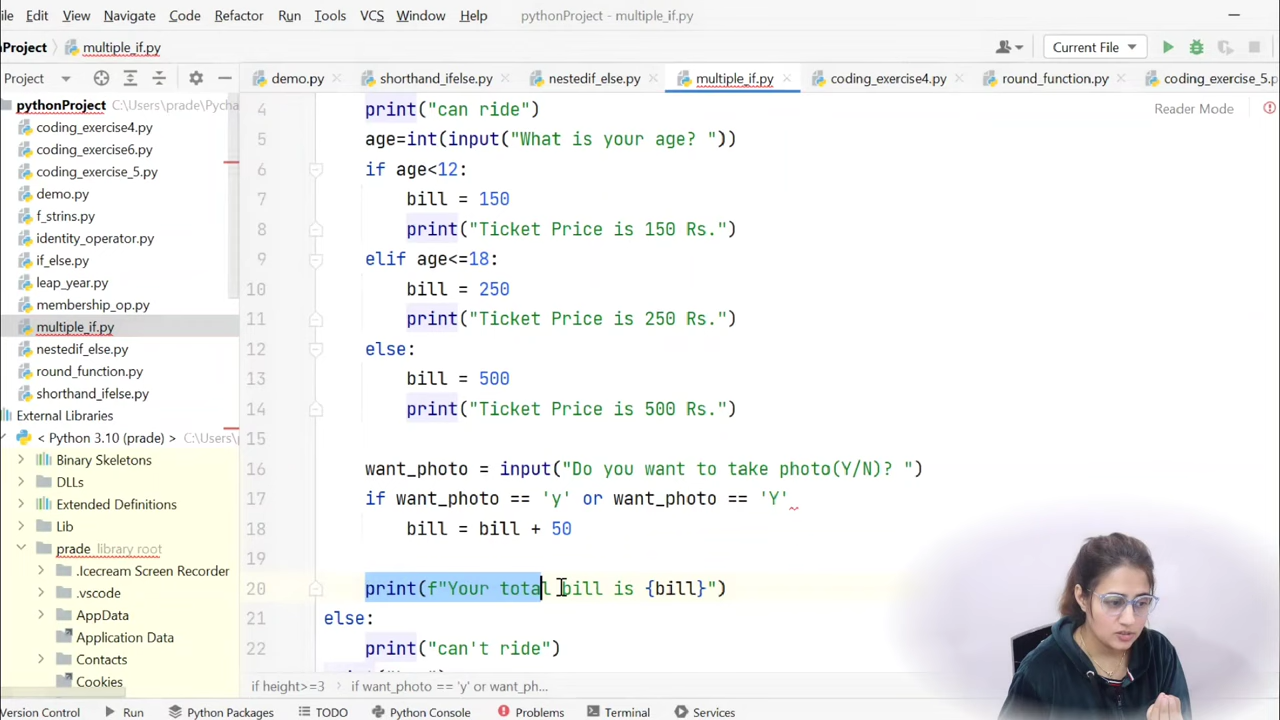 ile Edit View Navigate Code Refactor Run Tools VCS Window Help pythonProject - multiple_if.py
nProject multiple_if.py Current File
Project demo.py shorthand_ifelse.py nestedif_else.py multiple_if.py coding_exercise4.py round_function.py coding_exercise_5.p
Reader Mode
pythonProject C:\Users\prade\Pycha
coding_exercise4.py
coding_exercise6.py
coding_exercise_5.py
demo.py
f_strins.py
identity_operator.py
if_else.py
leap_year.py
membership_op.py
multiple_if.py
nestedif_else.py
round_function.py
shorthand_ifelse.py
External Libraries
< Python 3.10 (prade) > C:\U
Binary Skeletons
DLLs
Extended Definitions
Lib
prade library root
.Icecream Screen Recorder
.vscode
AppData
Application Data
Contacts
Cookies
4 print("can ride")
5 age=int(input("What is your age? "))
6 if age<12:
7 bill = 150
8 print("Ticket Price is 150 Rs.")
9 elif age<=18:
10 bill = 250
11 print("Ticket Price is 250 Rs.")
12 else:
13 bill = 500
14 print("Ticket Price is 500 Rs.")
15
16 want_photo = input("Do you want to take photo(Y/N)? ")
17 if want_photo == 'y' or want_photo == 'Y'
18 bill = bill + 50
19
20 print(f"Your total bill is {bill}")
21 else:
22 print("can't ride")
if height>=3 if want_photo == 'y' or want_ph...
Version Control Run Python Packages TODO Python Console Problems Terminal Services